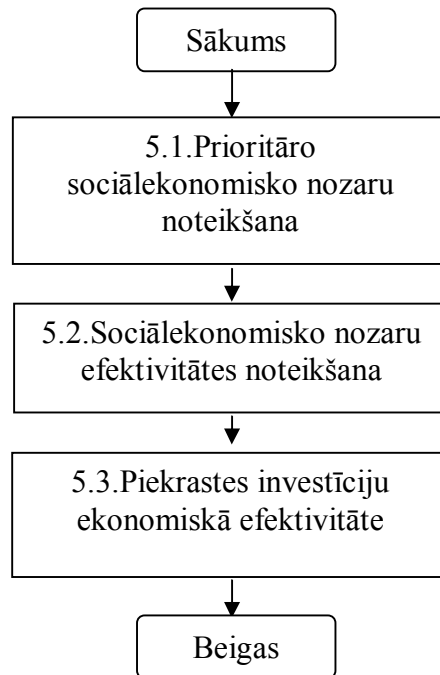 Sākums
5.1.Prioritāro
sociālekonomisko nozaru
noteikšana
5.2.Sociālekonomisko nozaru
efektivitātes noteikšana
5.3.Piekrastes investīciju
ekonomiskā efektivitāte
Beigas